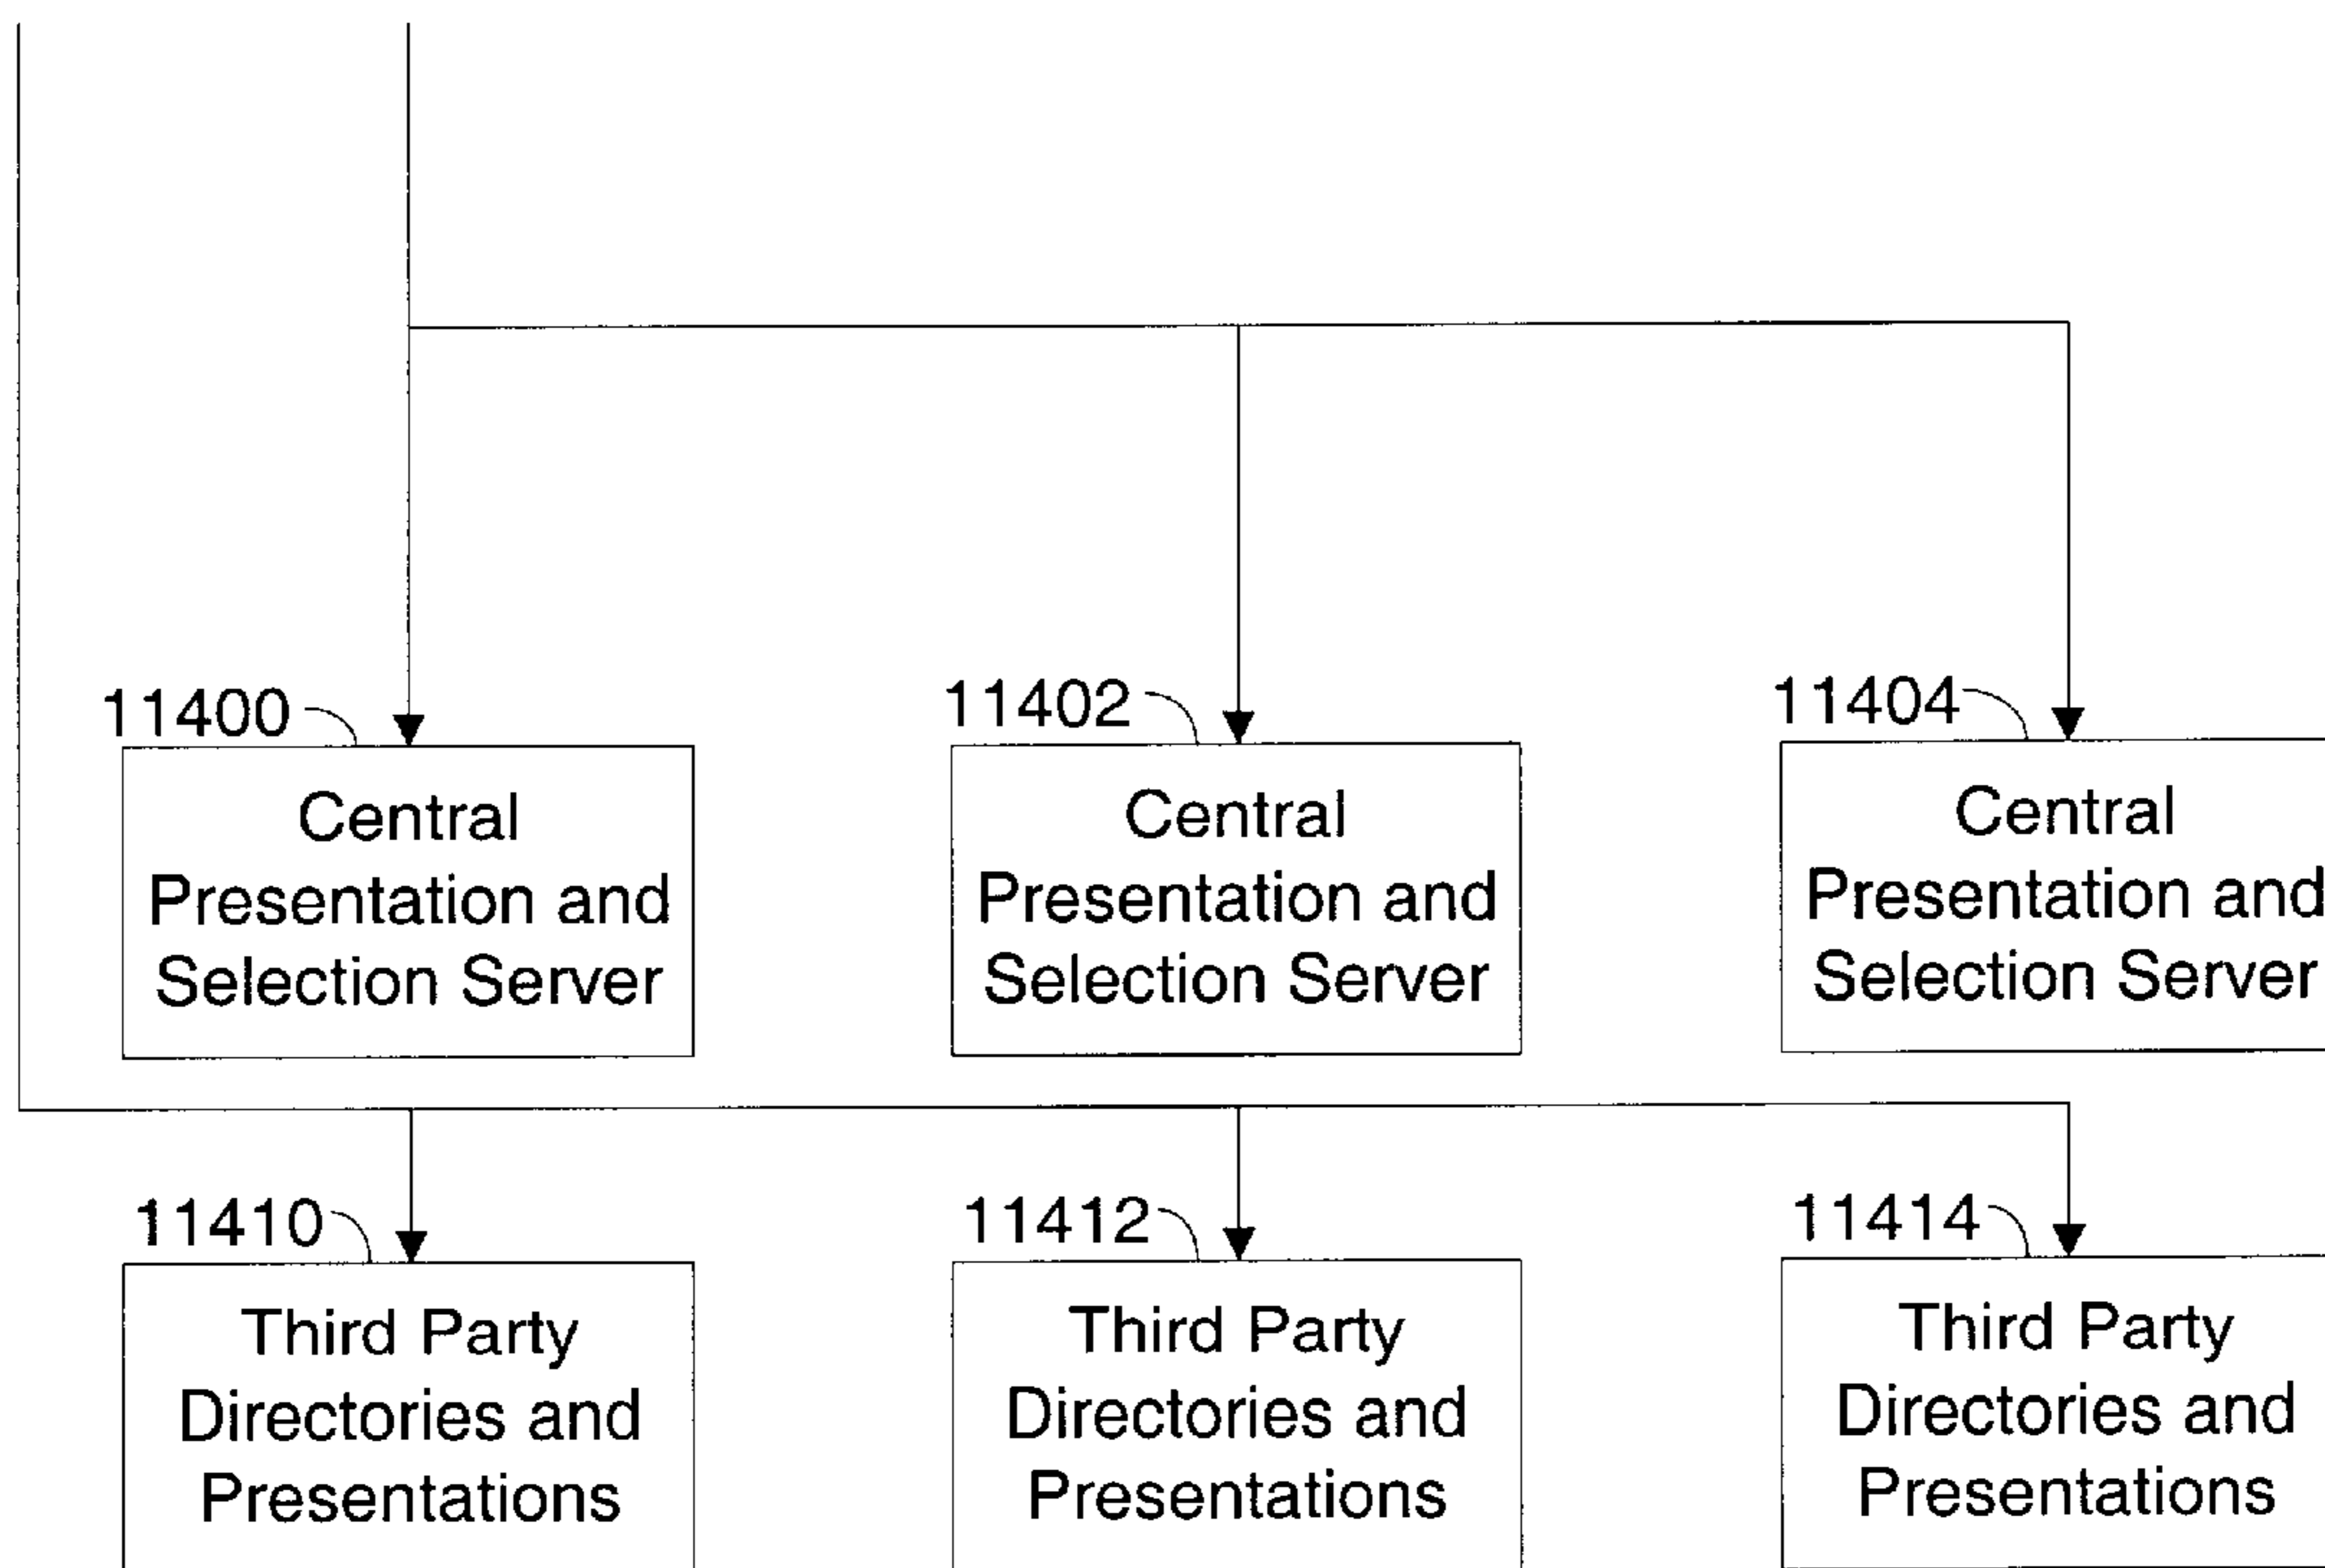 11400
Central
Presentation and
Selection Server
11402
Central
Presentation and
Selection Server
11404
Central
Presentation and
Selection Server
11410
Third Party
Directories and
Presentations
11412
Third Party
Directories and
Presentations
11414
Third Party
Directories and
Presentations